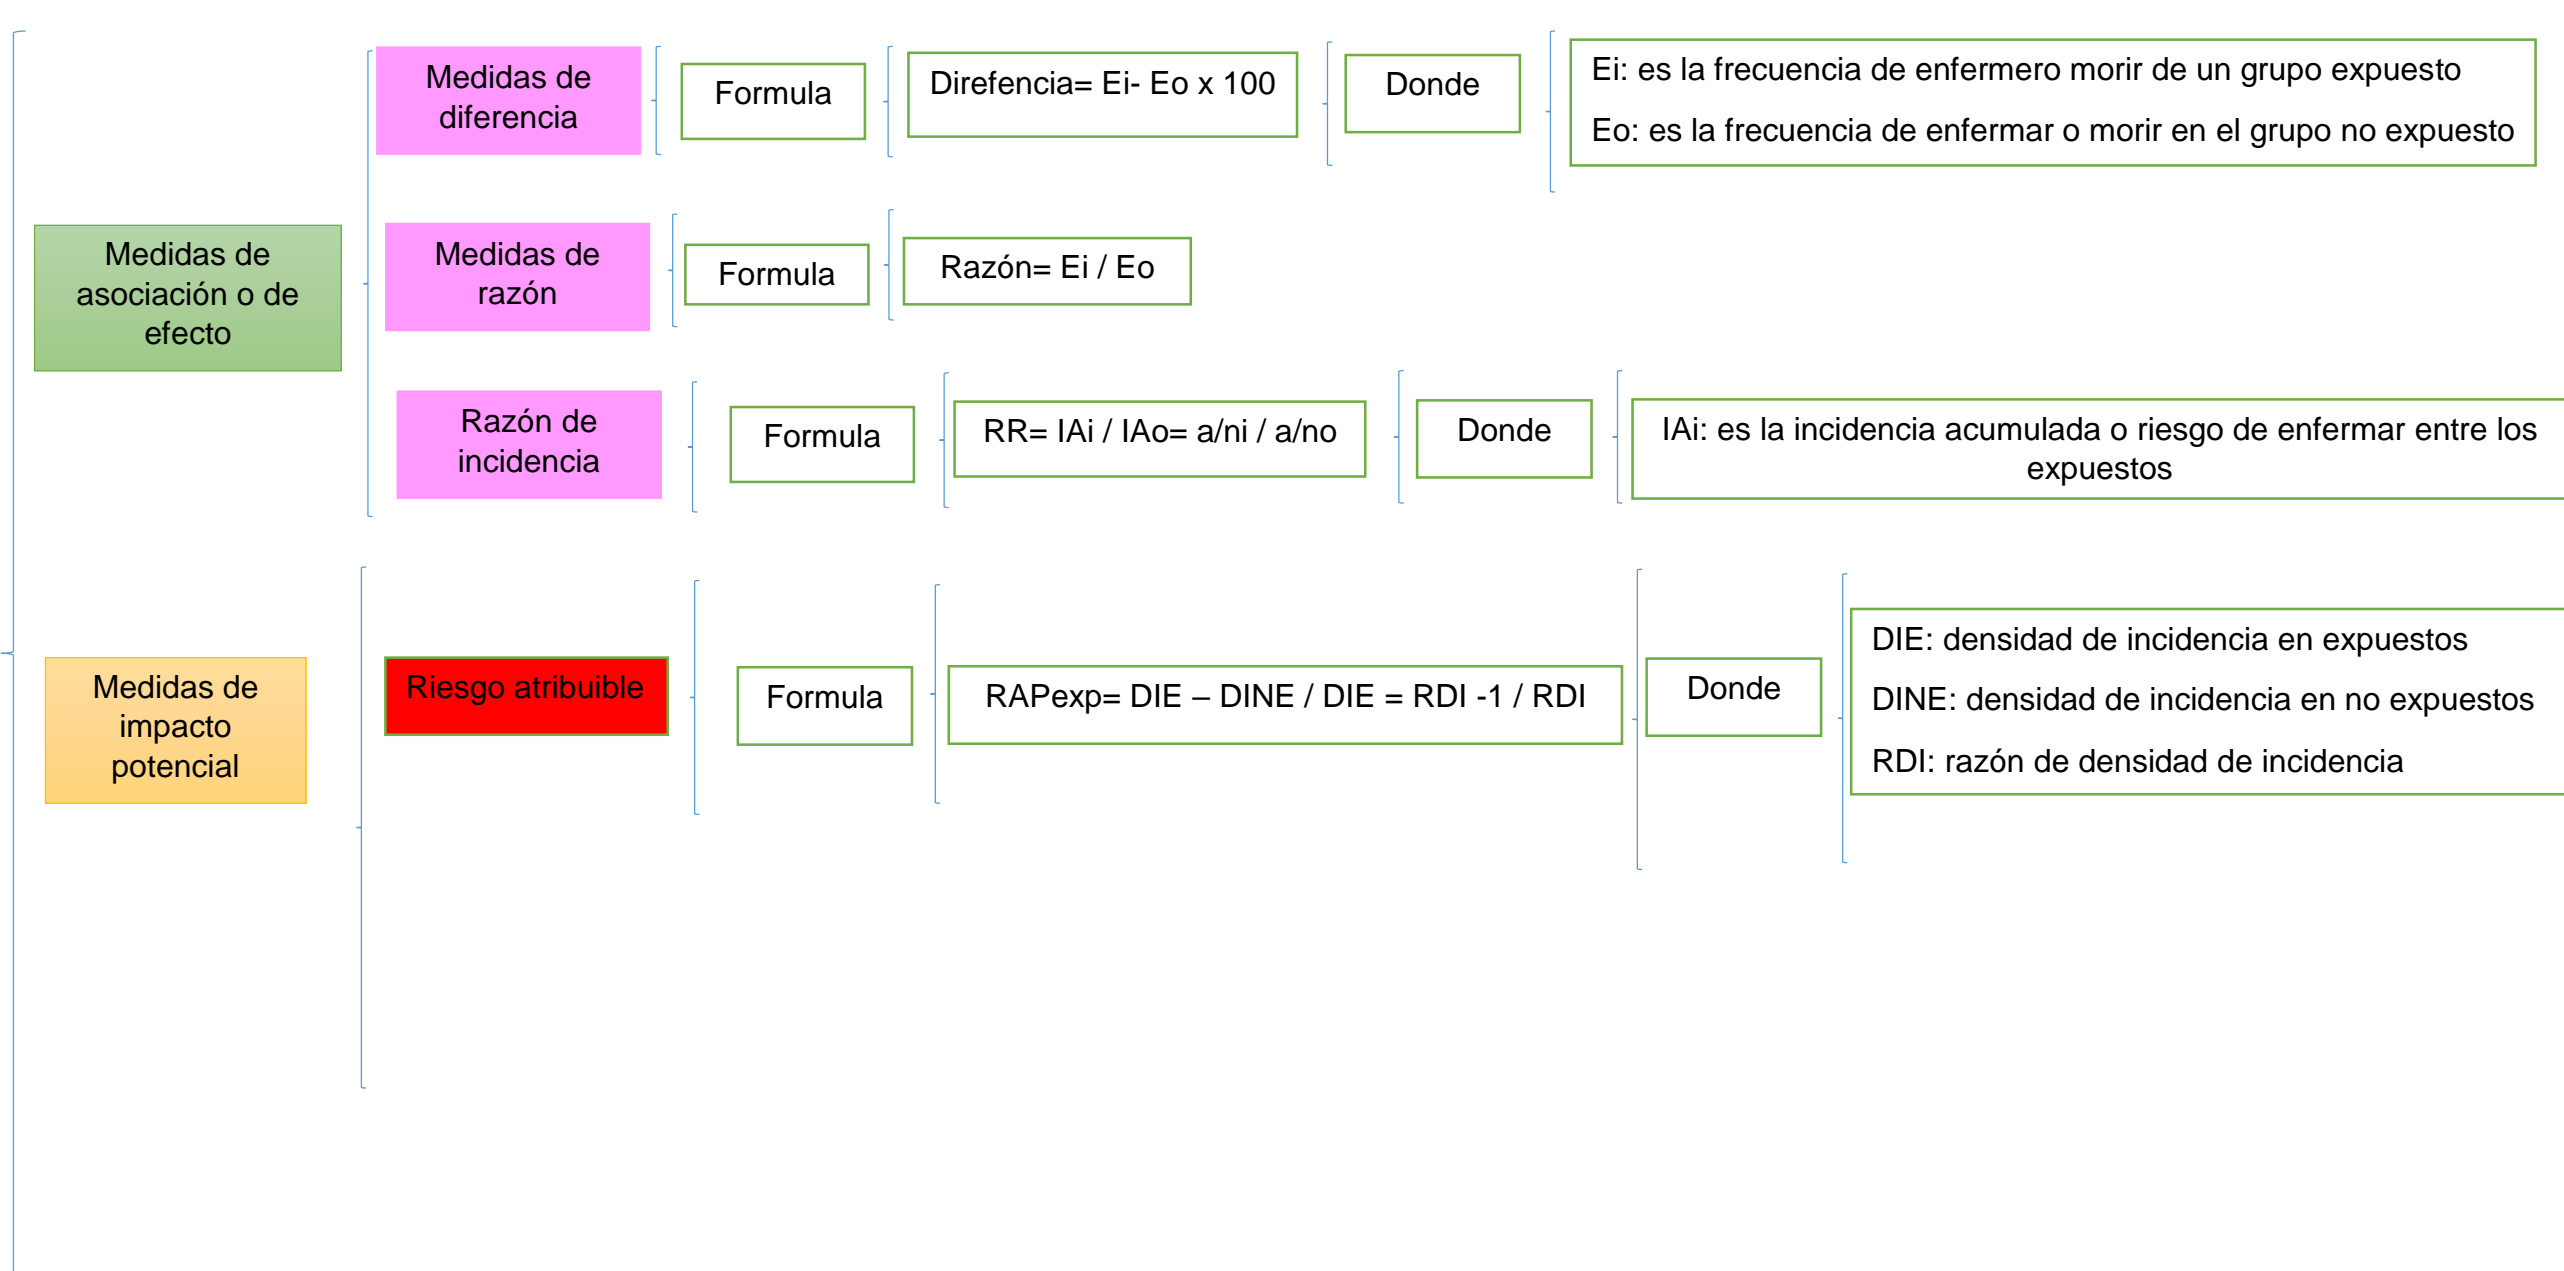 Medidas de
asociación o de
efecto
Medidas de
diferencia
Formula
Direfencia= Ei- Eo x 100
Donde
Ei: es la frecuencia de enfermero morir de un grupo expuesto
Eo: es la frecuencia de enfermar o morir en el grupo no expuesto
Medidas de
razón
Formula
Razón= Ei / Eo
Razón de
incidencia
Formula
RR= IAi / IAo= a/ni / a/no
Donde
IAi: es la incidencia acumulada o riesgo de enfermar entre los
expuestos
Medidas de
impacto
potencial
Riesgo atribuible
Formula
RAPexp= DIE – DINE / DIE = RDI -1 / RDI
Donde
DIE: densidad de incidencia en expuestos
DINE: densidad de incidencia en no expuestos
RDI: razón de densidad de incidencia